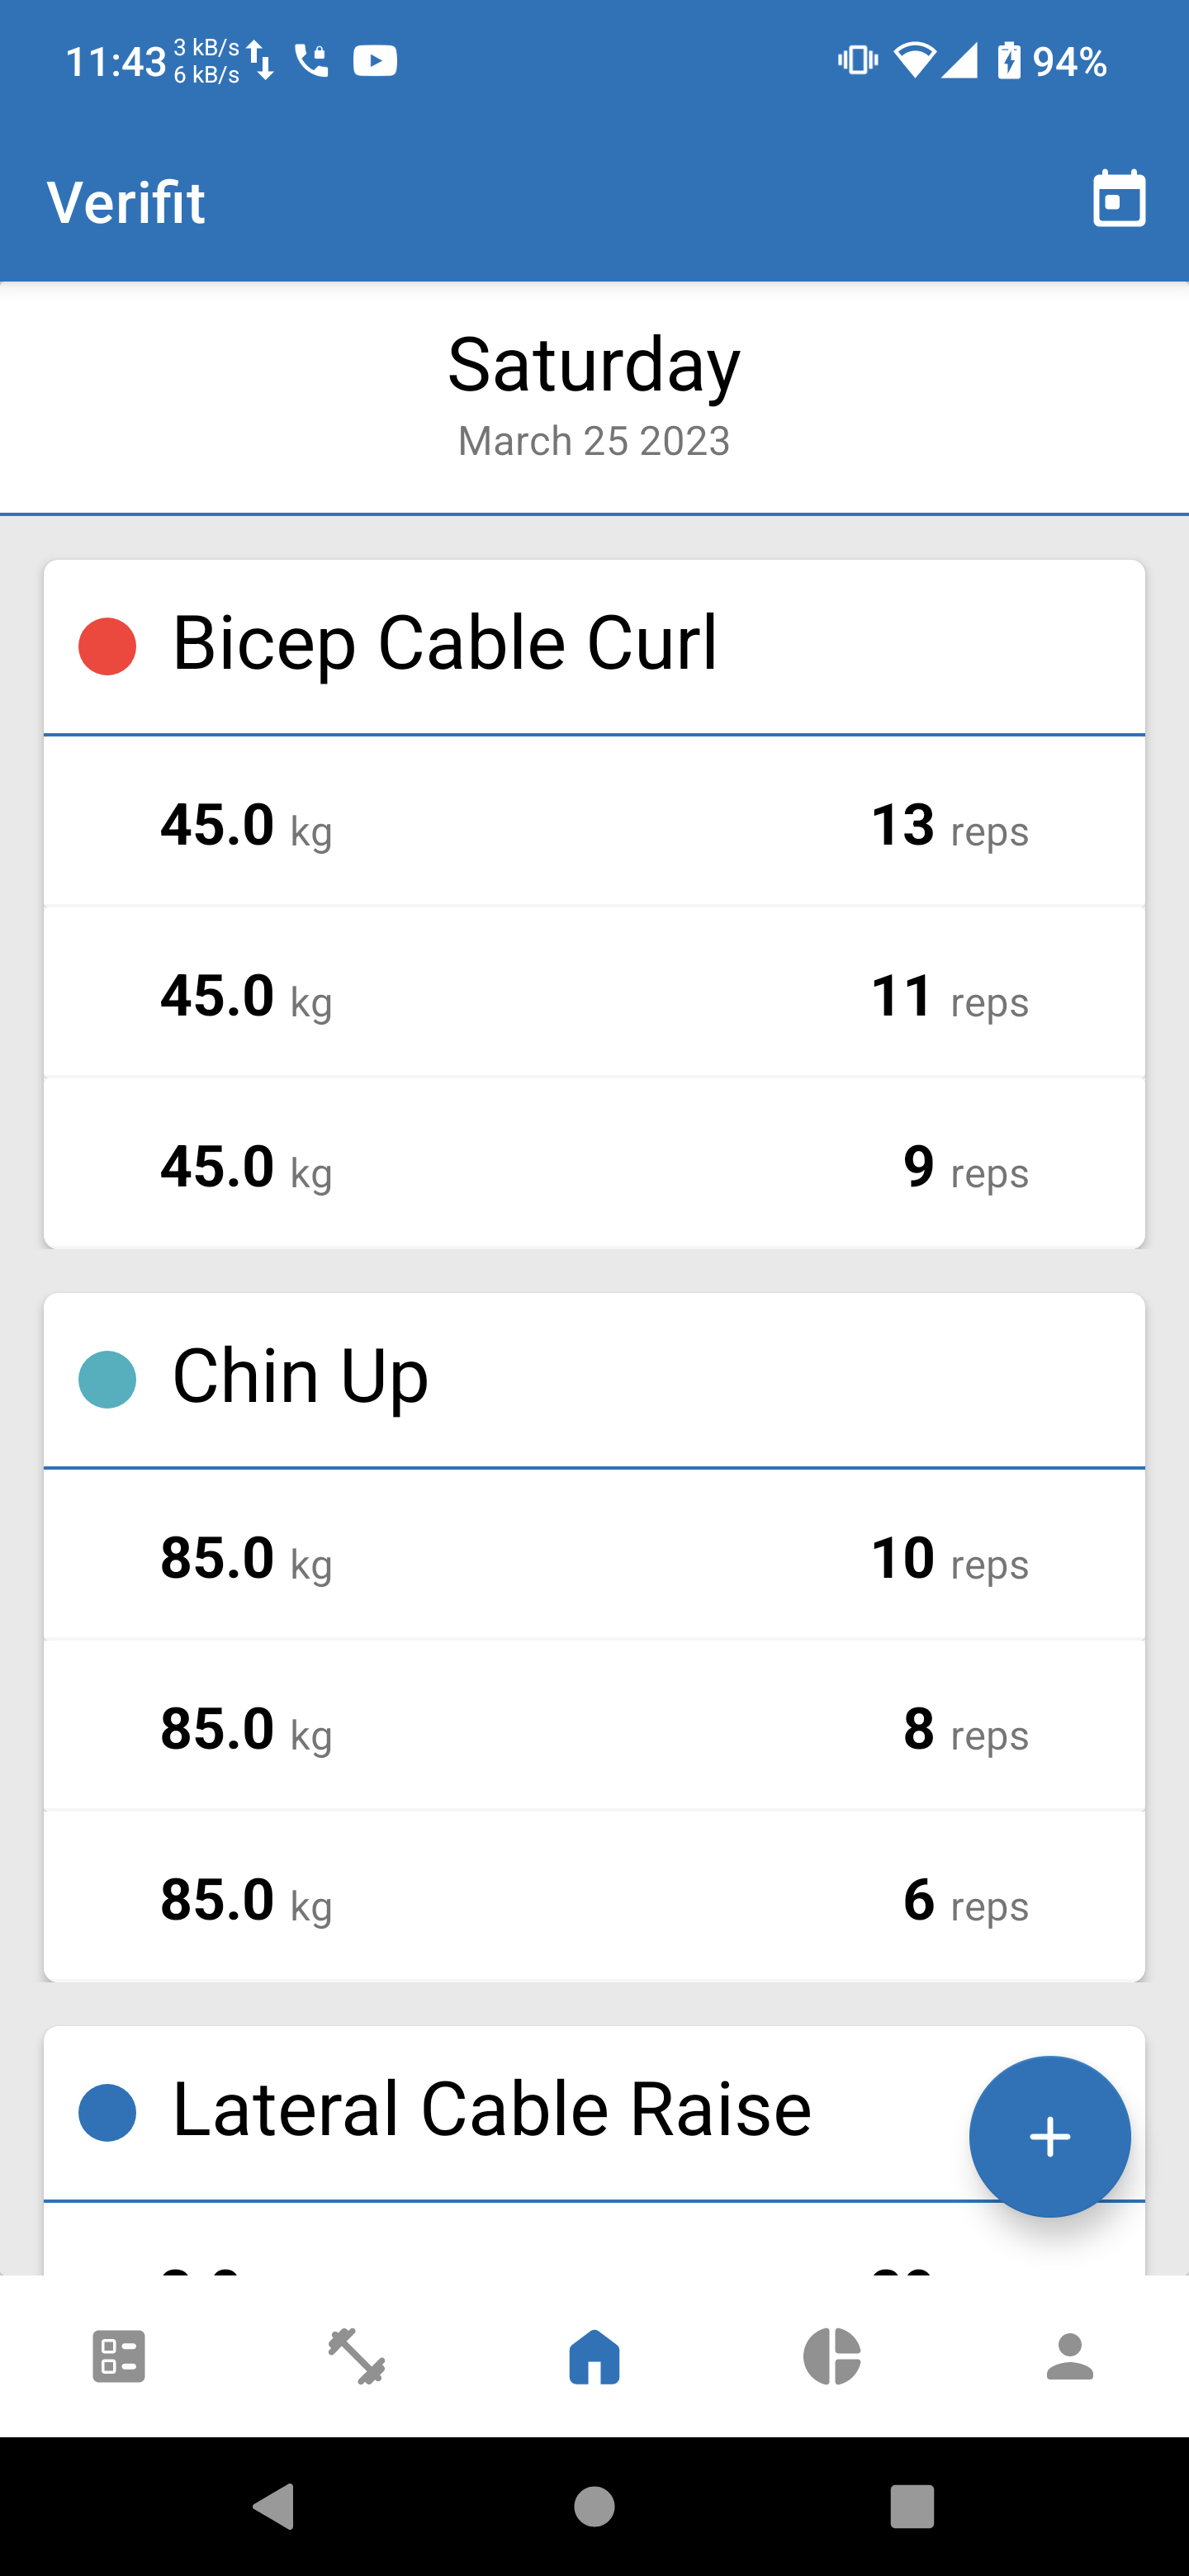 11:43 3 kB/s 94%
6 kB/s
Verifit
Saturday
March 25 2023
Bicep Cable Curl
45.0 kg 13 reps
45.0 kg 11 reps
45.0 kg 9 reps
Chin Up
85.0 kg 10 reps
85.0 kg 8 reps
85.0 kg 6 reps
Lateral Cable Raise